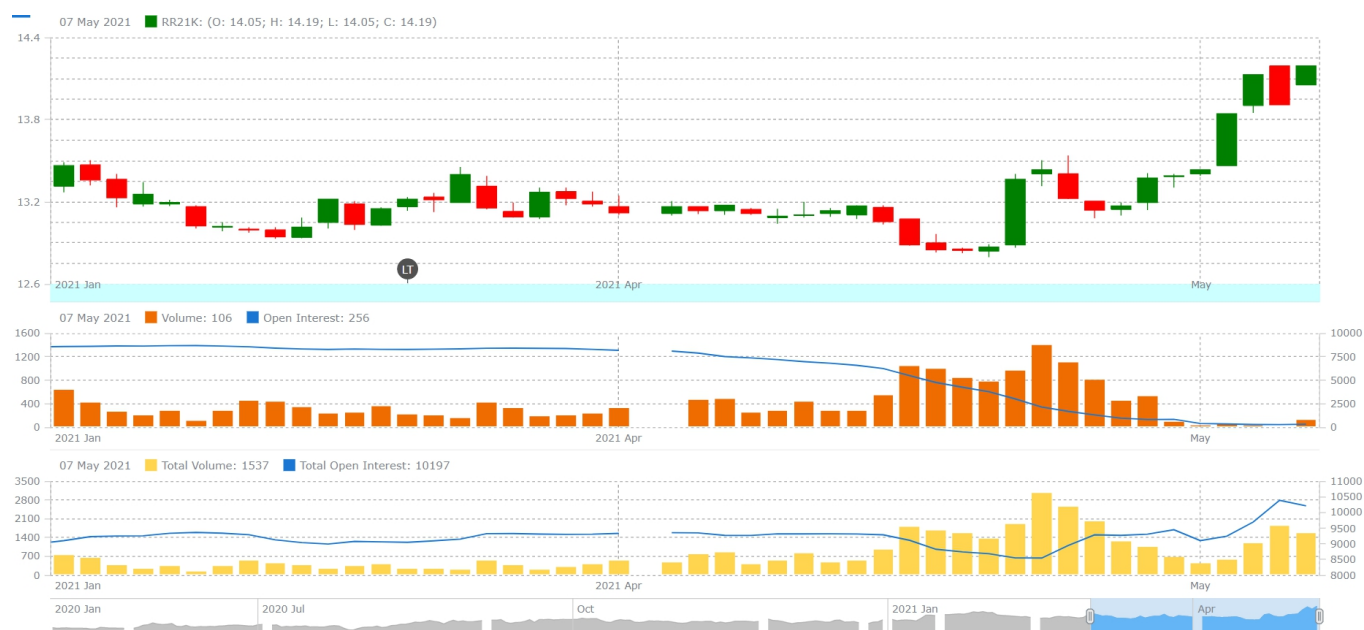 07 May 2021 RR21K: (O: 14.05; H: 14.19; L: 14.05; C: 14.19)
14.4
13.8
13.2
12.6
LT
2021 Jan 2021 Apr May
07 May 2021 Volume: 106 Open Interest: 256
1600 10000
1200 7500
800 5000
400 2500
0 0
2021 Jan 2021 Apr May
07 May 2021 Total Volume: 1537 Total Open Interest: 10197
3500 11000
2800 10500
2100 10000
1400 9500
700 9000
0 8500
8000
2021 Jan 2021 Apr May
2020 Jan 2020 Jul Oct 2021 Jan Apr